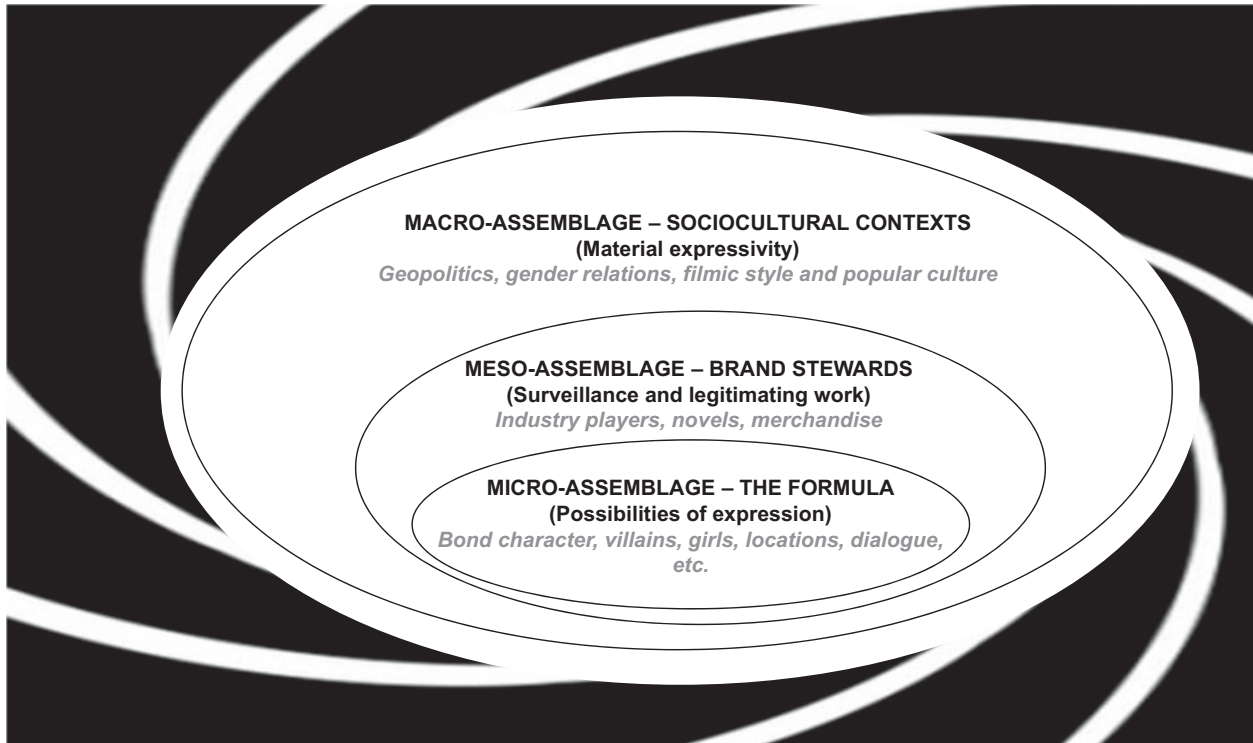 MACRO-ASSEMBLAGE – SOCIOCULTURAL CONTEXTS
(Material expressivity)
Geopolitics, gender relations, filmic style and popular culture
MESO-ASSEMBLAGE – BRAND STEWARDS
(Surveillance and legitimating work)
Industry players, novels, merchandise
MICRO-ASSEMBLAGE – THE FORMULA
(Possibilities of expression)
Bond character, villains, girls, locations, dialogue,
etc.